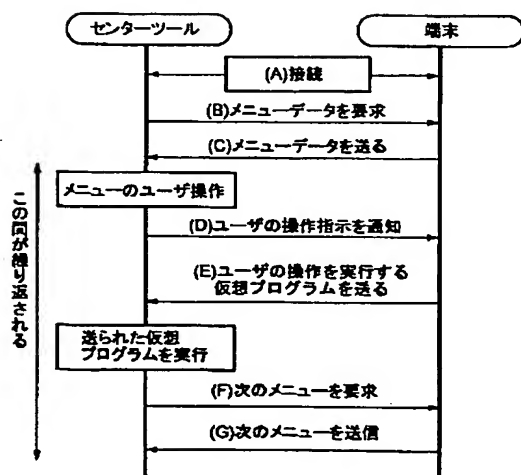 センターツール
端末
(A)接続
(B)メニューデータを要求
(C)メニューデータを送る
メニューのユーザ操作
(D)ユーザの操作指示を通知
(E)ユーザの操作を実行する
仮想プログラムを送る
送られた仮想
プログラムを実行
(F)次のメニューを要求
(G)次のメニューを送信
この間が繰り返される